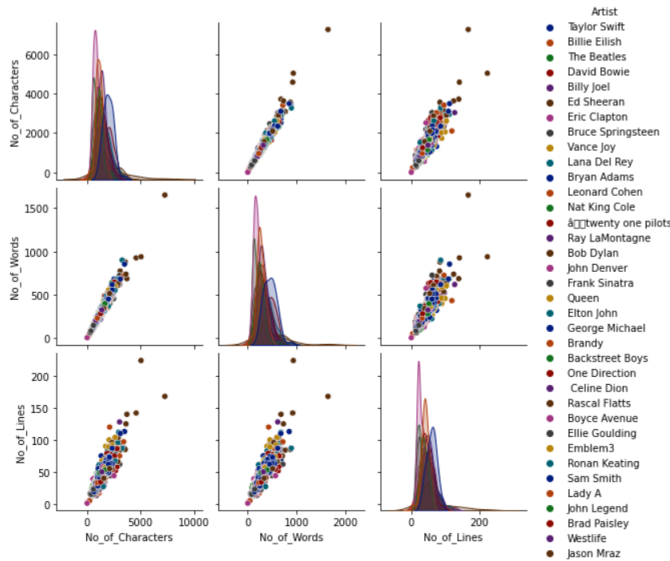 Artist
Taylor Swift
Billie Eilish
The Beatles
David Bowie
Billy Joel
Ed Sheeran
Eric Clapton
Bruce Springsteen
Vance Joy
Lana Del Rey
Bryan Adams
Leonard Cohen
Nat King Cole
â▯▯twenty one pilots
Ray LaMontagne
Bob Dylan
John Denver
Frank Sinatra
Queen
Elton John
George Michael
Brandy
Backstreet Boys
One Direction
Celine Dion
Rascal Flatts
Boyce Avenue
Ellie Goulding
Emblem3
Ronan Keating
Sam Smith
Lady A
John Legend
Brad Paisley
Westlife
Jason Mraz
No_of_Characters
6000
4000
2000
0
No_of_Words
1500
1000
500
0
No_of_Lines
200
150
100
50
0
0 5000 10000
No_of_Characters
0 1000 2000
No_of_Words
0 200
No_of_Lines